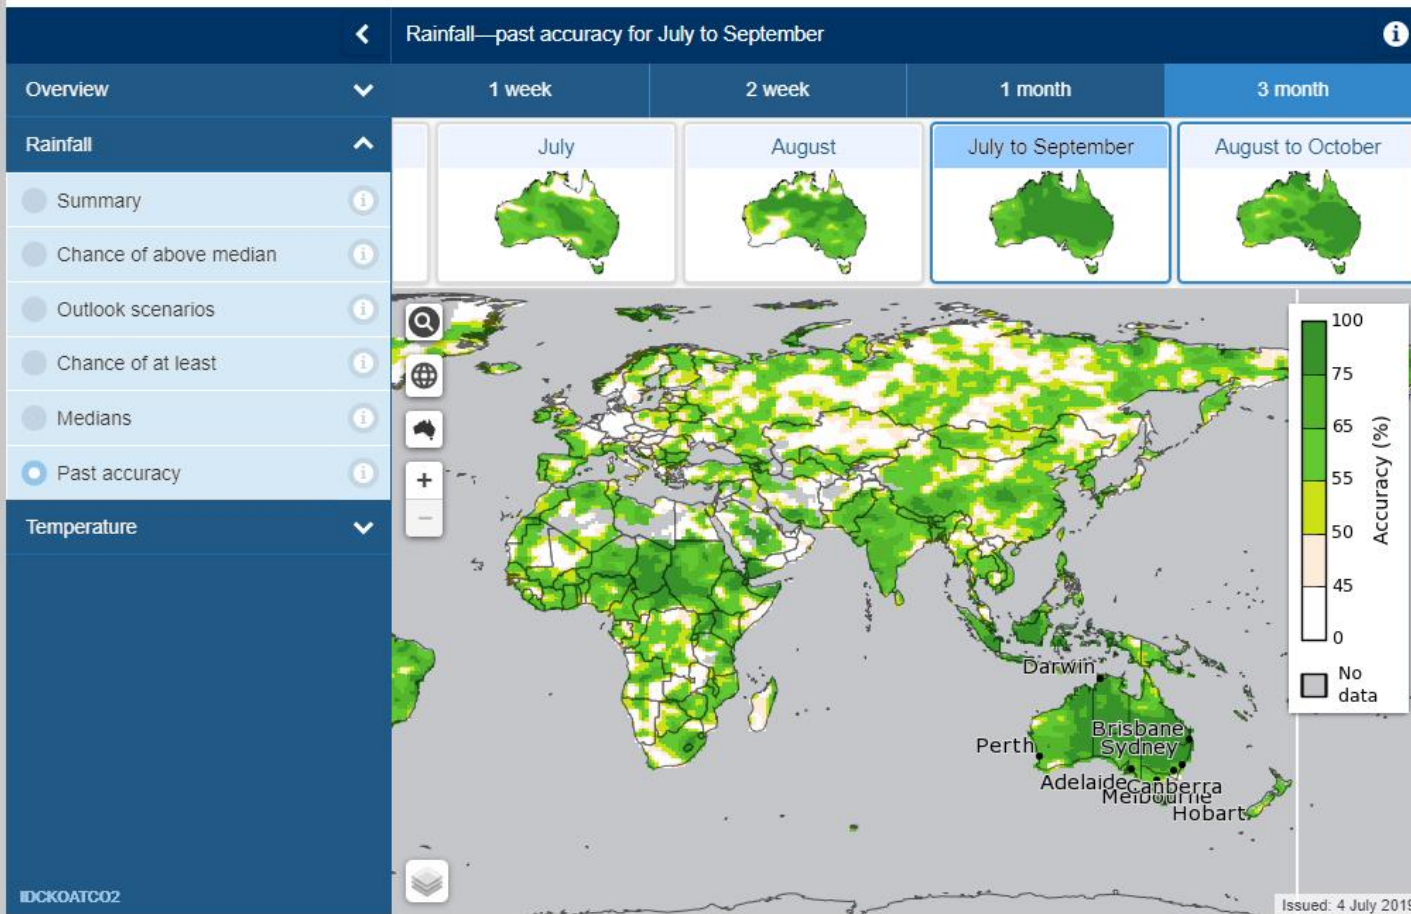 Rainfall—past accuracy for July to September
Overview
1 week
2 week
1 month
3 month
Rainfall
July
August
July to September
August to October
Summary
Chance of above median
Outlook scenarios
Chance of at least
Medians
Past accuracy
Temperature
100
75
65
55
50
45
0
Accuracy (%)
No
data
Darwin
Brisbane
Perth
Sydney
Adelaide
Canberra
Melbourne
Hobart
IDCKOATCO2
Issued: 4 July 2019